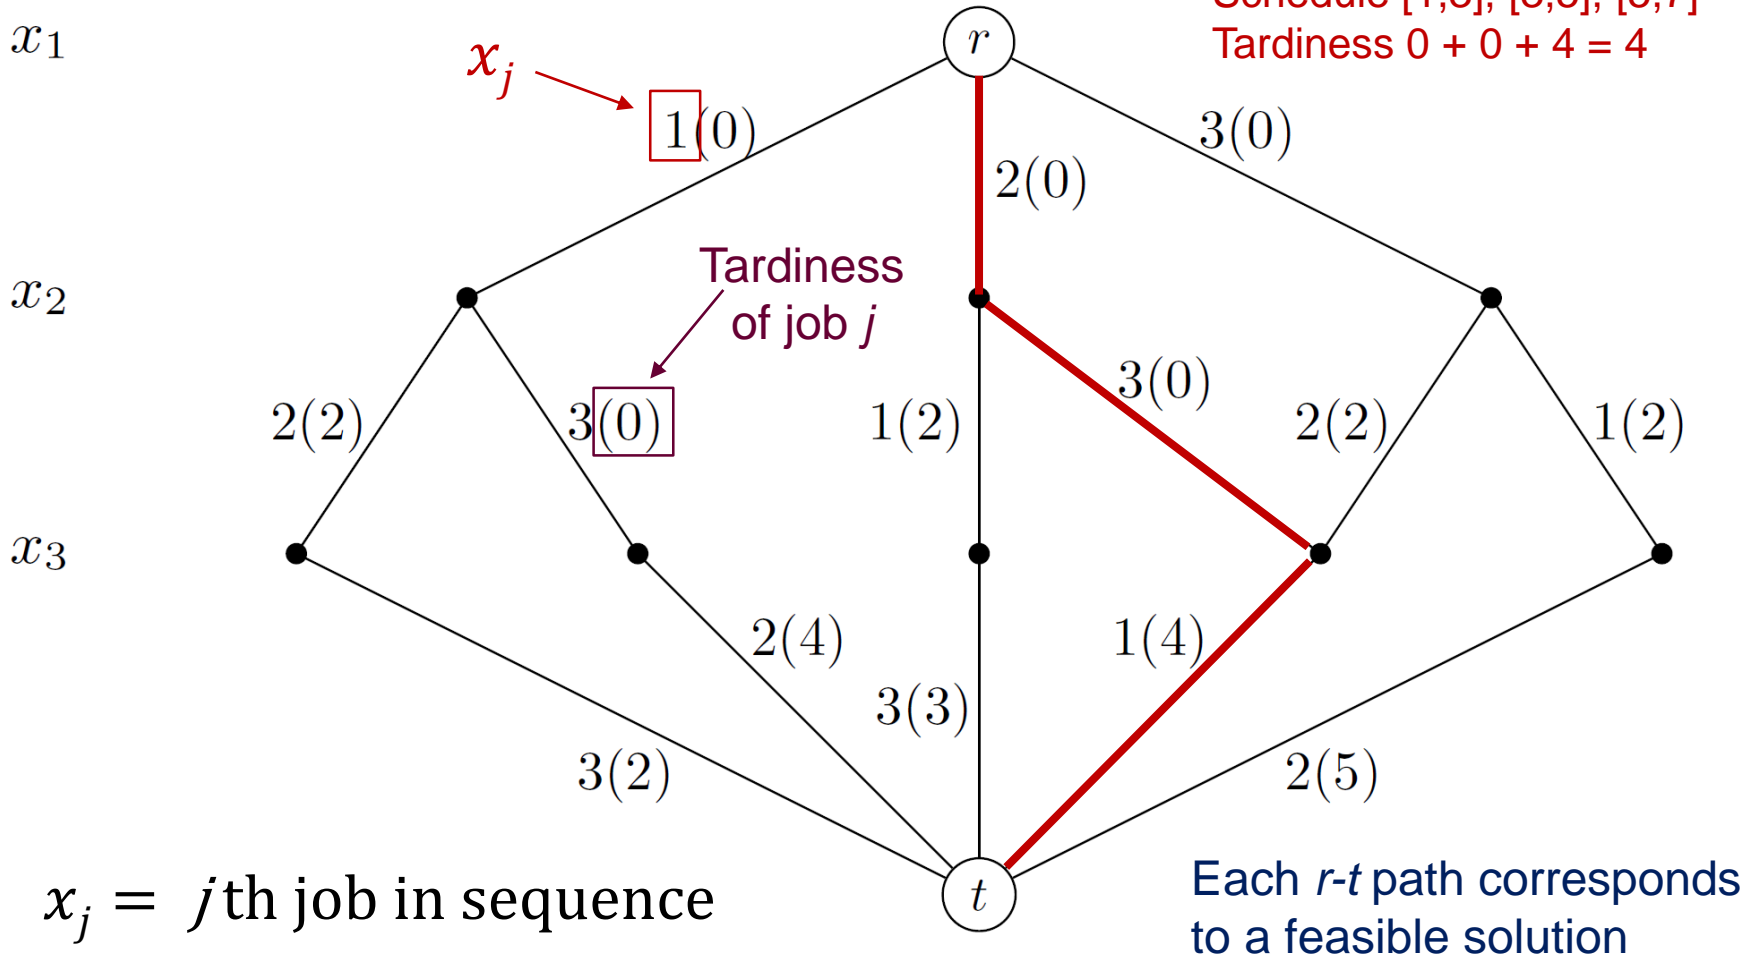 Tardiness 0 + 0 + 4 = 4
x₁
r
xⱼ
1(0)
3(0)
2(0)
Tardiness
of job j
x₂
2(2)
3(0)
1(2)
3(0)
2(2)
1(2)
x₃
2(4)
1(4)
3(3)
3(2)
2(5)
xⱼ = jth job in sequence
t
Each r-t path corresponds
to a feasible solution